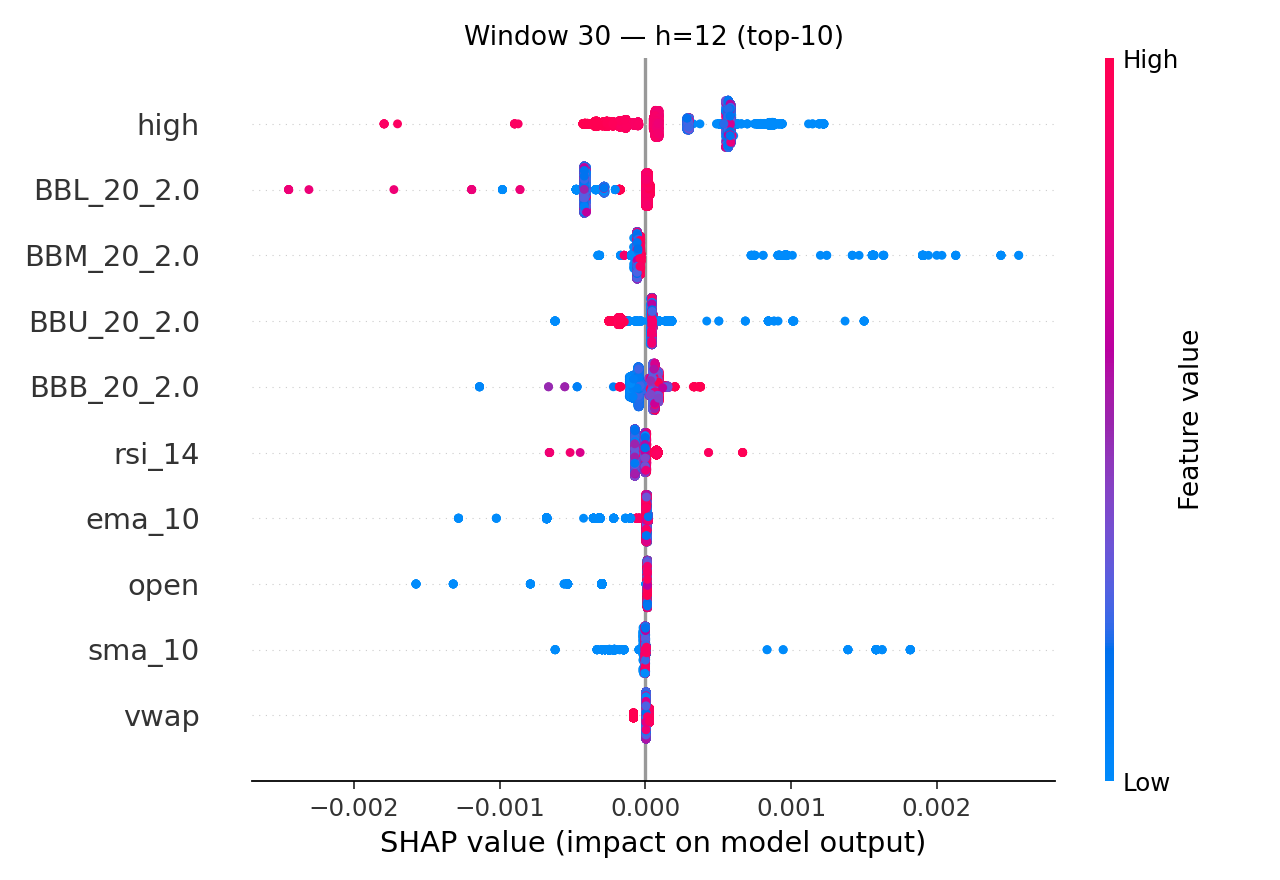 Window 30 — h=12 (top-10)
High
high
BBL_20_2.0
BBM_20_2.0
BBU_20_2.0
BBB_20_2.0
rsi_14
ema_10
open
sma_10
vwap
Feature value
Low
−0.002 −0.001 0.000 0.001 0.002
SHAP value (impact on model output)